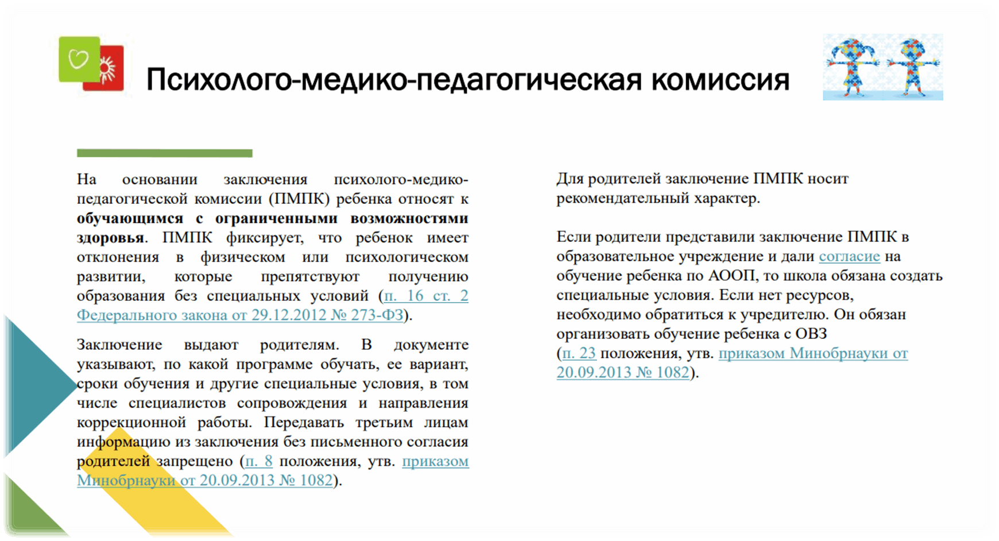 Психолого-медико-педагогическая комиссия
На основании заключения психолого-медико-
педагогической комиссии (ПМПК) ребенка относят к
обучающимся с ограниченными возможностями
здоровья. ПМПК фиксирует, что ребенок имеет
отклонения в физическом или психологическом
развитии, которые препятствуют получению
образования без специальных условий (п. 16 ст. 2
Федерального закона от 29.12.2012 № 273-ФЗ).
Заключение выдают родителям. В документе
указывают, по какой программе обучать, ее вариант,
сроки обучения и другие специальные условия, в том
числе специалистов сопровождения и направления
коррекционной работы. Передавать третьим лицам
информацию из заключения без письменного согласия
родителей запрещено (п. 8 положения, утв. приказом
Минобрнауки от 20.09.2013 № 1082).
Для родителей заключение ПМПК носит
рекомендательный характер.
Если родители представили заключение ПМПК в
образовательное учреждение и дали согласие на
обучение ребенка по АООП, то школа обязана создать
специальные условия. Если нет ресурсов,
необходимо обратиться к учредителю. Он обязан
организовать обучение ребенка с ОВЗ
(п. 23 положения, утв. приказом Минобрнауки от
20.09.2013 № 1082).